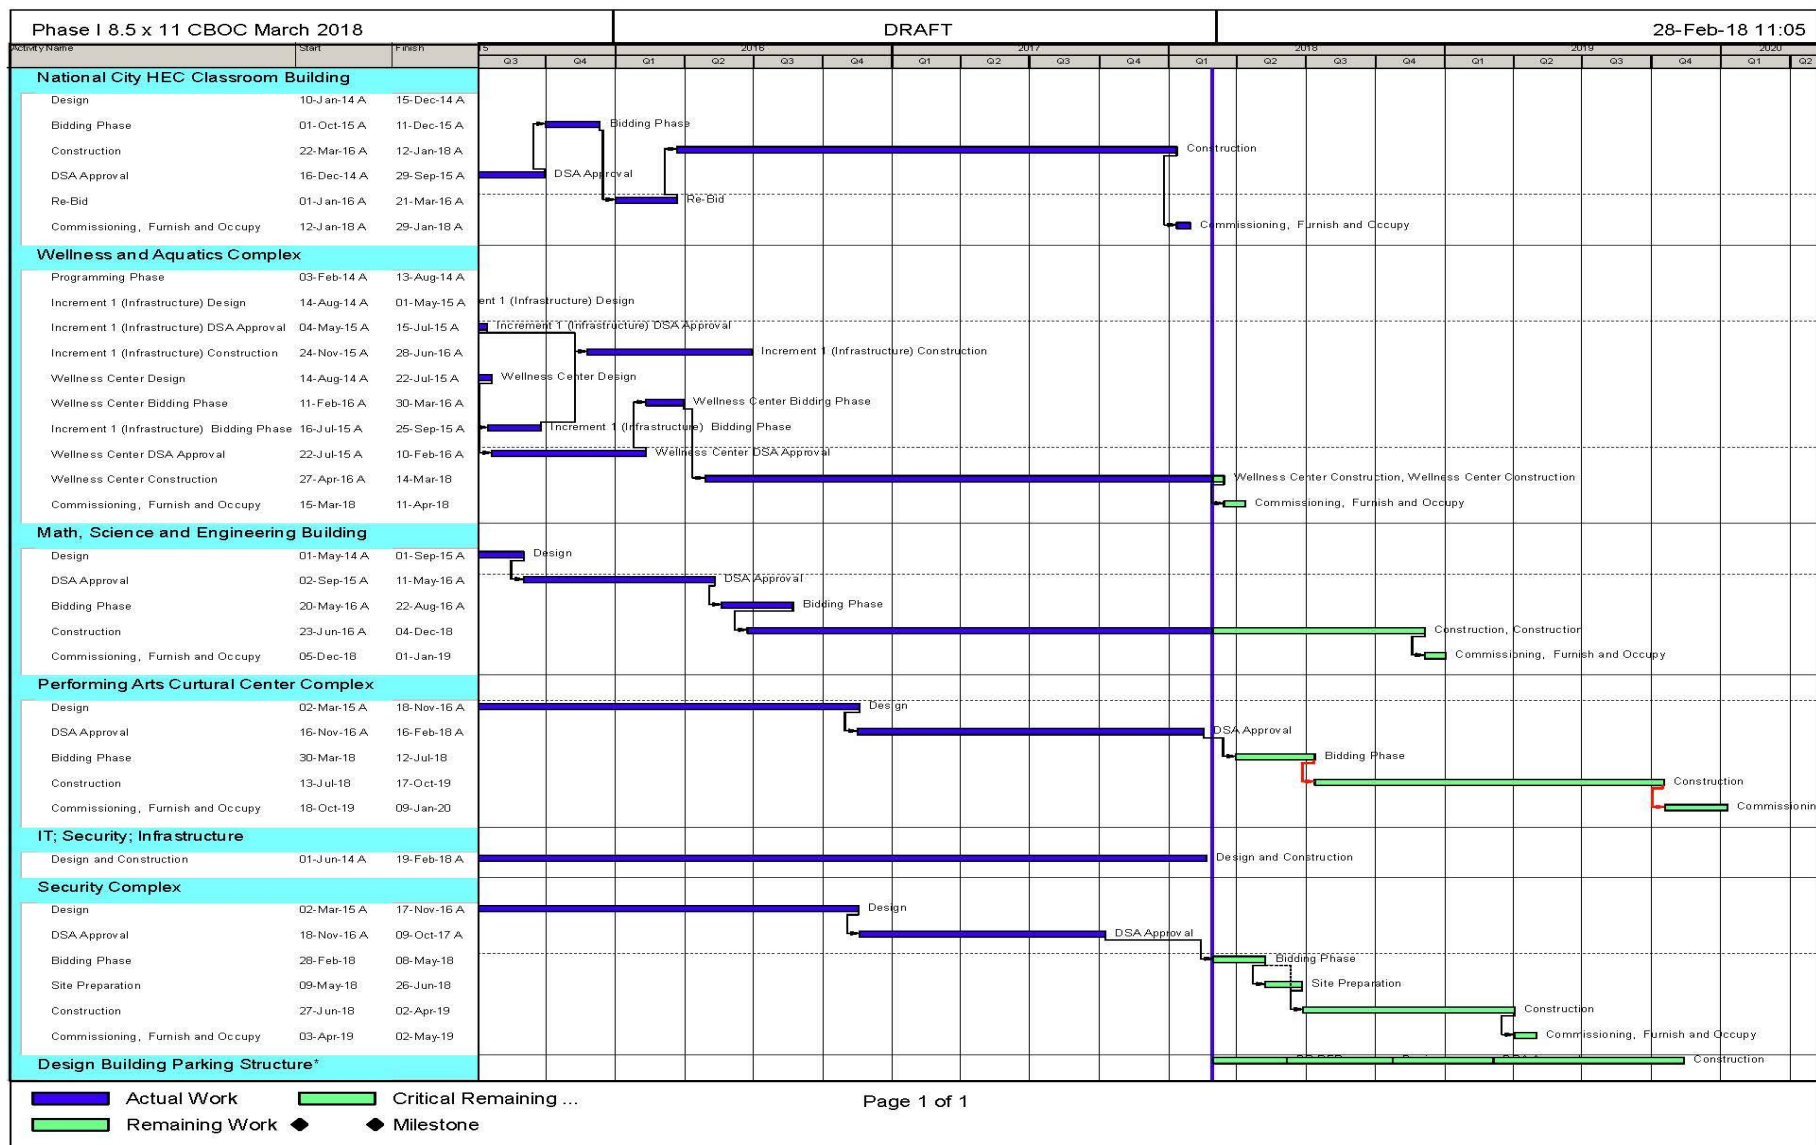 Phase I 8.5 x 11 CBOC March 2018 DRAFT 28-Feb-18 11:05
Activity Name Start Finish 5 2016 2017 2018 2019 2020
Q3 Q4 Q1 Q2 Q3 Q4 Q1 Q2 Q3 Q4 Q1 Q2 Q3 Q4 Q1 Q2 Q3 Q4 Q1 Q2
National City HEC Classroom Building
Design 10-Jan-14 A 15-Dec-14 A
Bidding Phase 01-Oct-15 A 11-Dec-15 A Bidding Phase
Construction 22-Mar-16 A 12-Jan-18 A Construction
DSA Approval 16-Dec-14 A 29-Sep-15 A DSA Approval
Re-Bid 01-Jan-16 A 21-Mar-16 A Re-Bid
Commissioning, Furnish and Occupy 12-Jan-18 A 29-Jan-18 A Commissioning, Furnish and Occupy
Wellness and Aquatics Complex
Programming Phase 03-Feb-14 A 13-Aug-14 A
Increment 1 (Infrastructure) Design 14-Aug-14 A 01-May-15 A ent 1 (Infrastructure) Design
Increment 1 (Infrastructure) DSA Approval 04-May-15 A 15-Jul-15 A Increment 1 (Infrastructure) DSA Approval
Increment 1 (Infrastructure) Construction 24-Nov-15 A 28-Jun-16 A Increment 1 (Infrastructure) Construction
Wellness Center Design 14-Aug-14 A 22-Jul-15 A Wellness Center Design
Wellness Center Bidding Phase 11-Feb-16 A 30-Mar-16 A Wellness Center Bidding Phase
Increment 1 (Infrastructure) Bidding Phase 16-Jul-15 A 25-Sep-15 A Increment 1 (Infrastructure) Bidding Phase
Wellness Center DSA Approval 22-Jul-15 A 10-Feb-16 A Wellness Center DSA Approval
Wellness Center Construction 27-Apr-16 A 14-Mar-18 Wellness Center Construction, Wellness Center Construction
Commissioning, Furnish and Occupy 15-Mar-18 11-Apr-18 Commissioning, Furnish and Occupy
Math, Science and Engineering Building
Design 01-May-14 A 01-Sep-15 A Design
DSA Approval 02-Sep-15 A 11-May-16 A DSA Approval
Bidding Phase 20-May-16 A 22-Aug-16 A Bidding Phase
Construction 23-Jun-16 A 04-Dec-18 Construction, Construction
Commissioning, Furnish and Occupy 05-Dec-18 01-Jan-19 Commissioning, Furnish and Occupy
Performing Arts Curtural Center Complex
Design 02-Mar-15 A 18-Nov-16 A Design
DSA Approval 16-Nov-16 A 16-Feb-18 A DSA Approval
Bidding Phase 30-Mar-18 12-Jul-18 Bidding Phase
Construction 13-Jul-18 17-Oct-19 Construction
Commissioning, Furnish and Occupy 18-Oct-19 09-Jan-20 Commissionin
IT; Security; Infrastructure
Design and Construction 01-Jun-14 A 19-Feb-18 A Design and Construction
Security Complex
Design 02-Mar-15 A 17-Nov-16 A Design
DSA Approval 18-Nov-16 A 09-Oct-17 A DSA Approval
Bidding Phase 28-Feb-18 08-May-18 Bidding Phase
Site Preparation 09-May-18 26-Jun-18 Site Preparation
Construction 27-Jun-18 02-Apr-19 Construction
Commissioning, Furnish and Occupy 03-Apr-19 02-May-19 Commissioning, Furnish and Occupy
Design Building Parking Structure* Construction
Actual Work Critical Remaining ... Page 1 of 1
Remaining Work Milestone